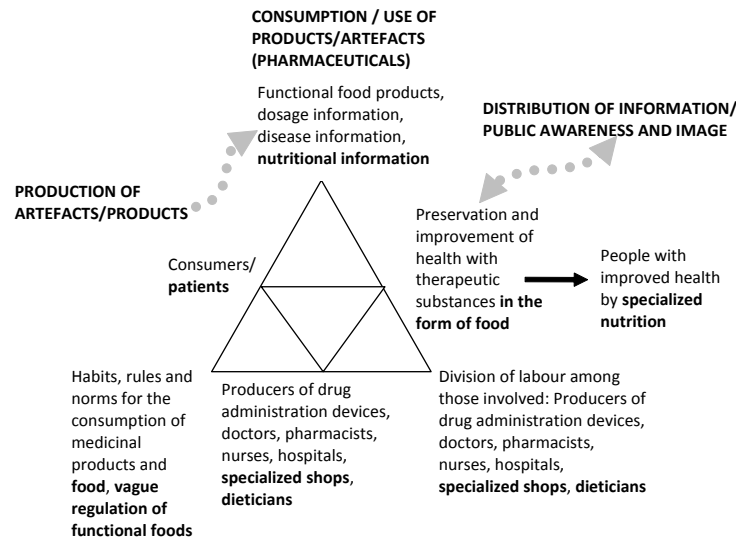 CONSUMPTION / USE OF
PRODUCTS/ARTEFACTS
(PHARMACEUTICALS)
Functional food products,
dosage information,
disease information,
nutritional information
DISTRIBUTION OF INFORMATION/
PUBLIC AWARENESS AND IMAGE
PRODUCTION OF
ARTEFACTS/PRODUCTS
Consumers/
patients
Preservation and
improvement of
health with
therapeutic
substances in the
form of food
People with
improved health
by specialized
nutrition
Habits, rules and
norms for the
consumption of
medicinal
products and
food, vague
regulation of
functional foods
Producers of drug
administration devices,
doctors, pharmacists,
nurses, hospitals,
specialized shops,
dieticians
Division of labour among
those involved: Producers of
drug administration devices,
doctors, pharmacists,
nurses, hospitals,
specialized shops, dieticians